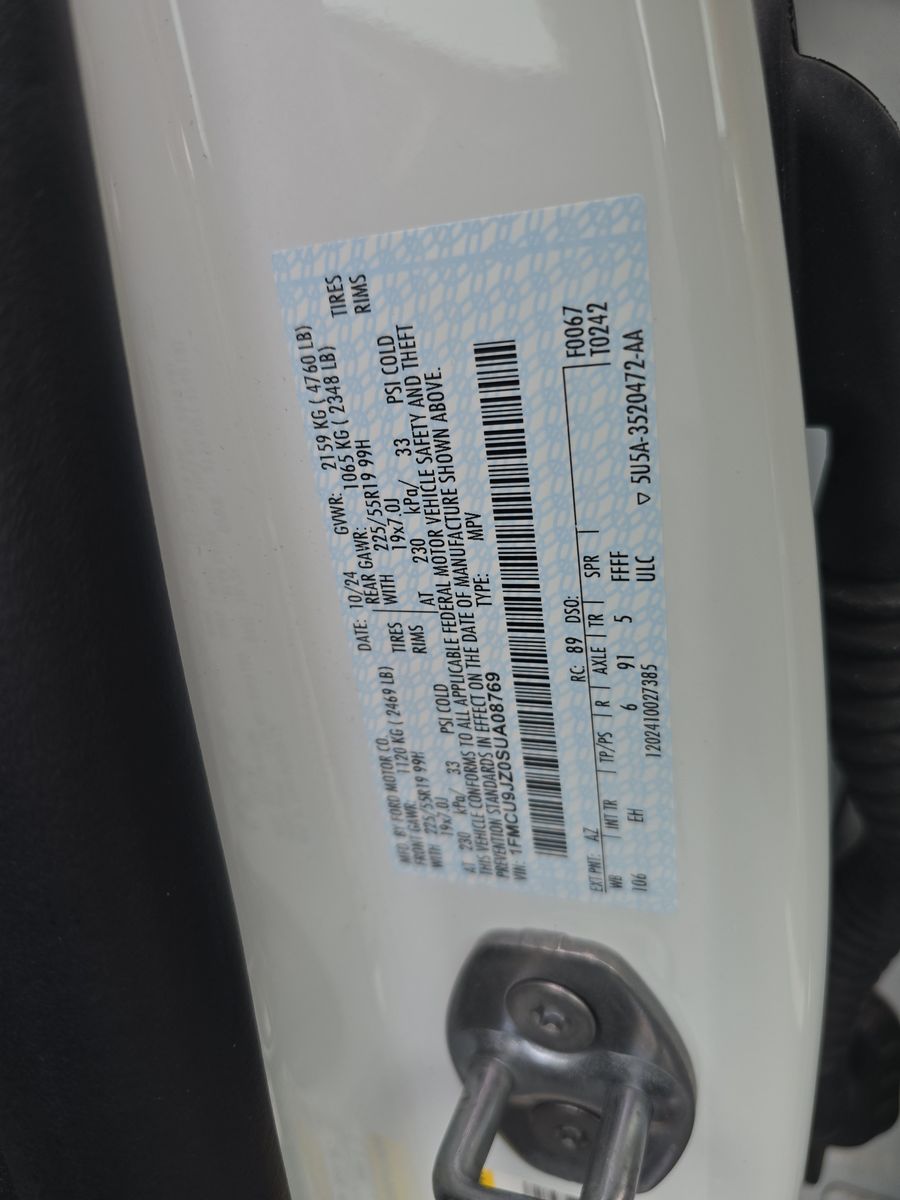 MFD. BY FORD MOTOR CO. DATE: 10/24 GVWR: 2159 KG ( 4760 LB)
FRONT GAWR: 1120 KG ( 2469 LB) REAR GAWR: 1065 KG ( 2348 LB)
WITH 225/55R19 99H TIRES WITH 225/55R19 99H TIRES
19x7.0J RIMS 19x7.0J RIMS
AT 230 kPa/ 33 PSI COLD AT 230 kPa/ 33 PSI COLD
THIS VEHICLE CONFORMS TO ALL APPLICABLE FEDERAL MOTOR VEHICLE SAFETY AND THEFT
PREVENTION STANDARDS IN EFFECT ON THE DATE OF MANUFACTURE SHOWN ABOVE.
VIN: 1FMCU9JZ0SUA08769 TYPE: MPV
F0067
T0242
EXT PNT: AZ RC: 89 DSO:
WB INT TR TP/PS R AXLE TR SPR
106 EH 6 91 5 FFFF
1202410027385 ULC ▽ 5U5A-3520472-AA